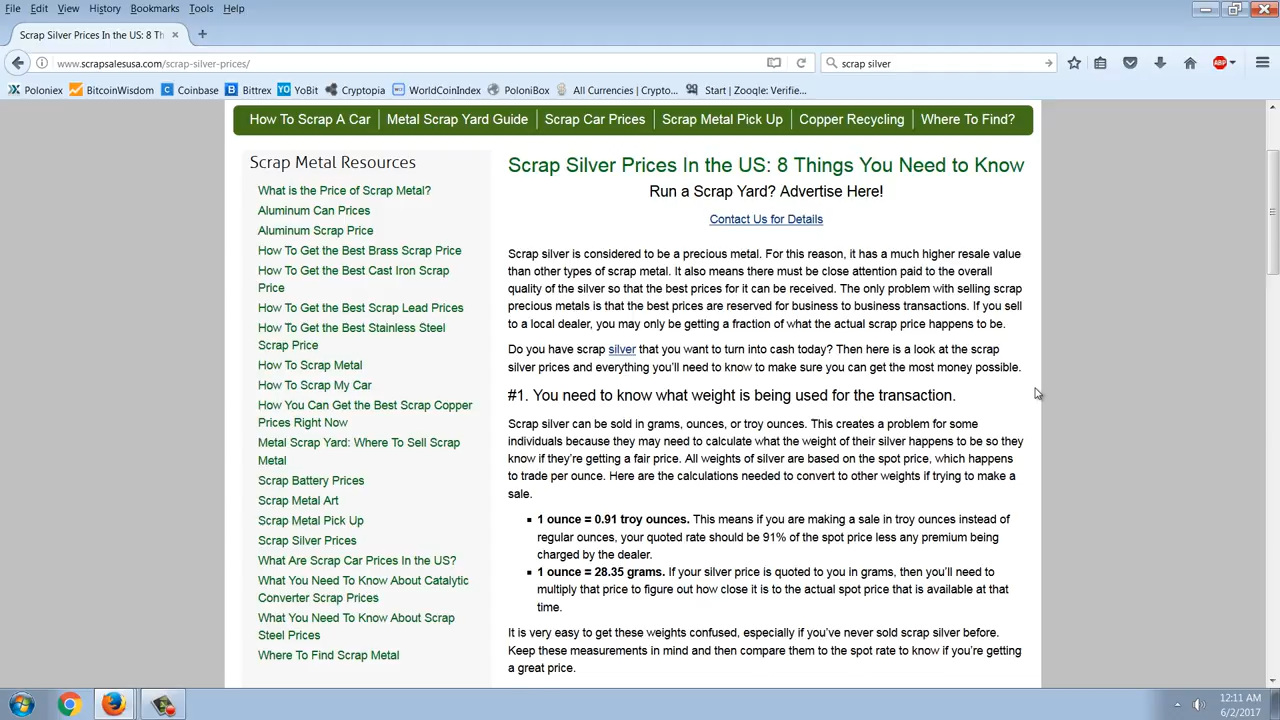 File Edit View History Bookmarks Tools Help
Scrap Silver Prices In the US: 8 Th
www.scrapsalesusa.com/scrap-silver-prices/
scrap silver
ABP
Poloniex BitcoinWisdom Coinbase Bittrex YoBit Cryptopia WorldCoinIndex PoloniBox All Currencies | Crypto... Start | Zooqle: Verifie...
How To Scrap A Car Metal Scrap Yard Guide Scrap Car Prices Scrap Metal Pick Up Copper Recycling Where To Find?
Scrap Metal Resources
What is the Price of Scrap Metal?
Aluminum Can Prices
Aluminum Scrap Price
How To Get the Best Brass Scrap Price
How To Get the Best Cast Iron Scrap
Price
How To Get the Best Scrap Lead Prices
How To Get the Best Stainless Steel
Scrap Price
How To Scrap Metal
How To Scrap My Car
How You Can Get the Best Scrap Copper
Prices Right Now
Metal Scrap Yard: Where To Sell Scrap
Metal
Scrap Battery Prices
Scrap Metal Art
Scrap Metal Pick Up
Scrap Silver Prices
What Are Scrap Car Prices In the US?
What You Need To Know About Catalytic
Converter Scrap Prices
What You Need To Know About Scrap
Steel Prices
Where To Find Scrap Metal
Scrap Silver Prices In the US: 8 Things You Need to Know
Run a Scrap Yard? Advertise Here!
Contact Us for Details
Scrap silver is considered to be a precious metal. For this reason, it has a much higher resale value
than other types of scrap metal. It also means there must be close attention paid to the overall
quality of the silver so that the best prices for it can be received. The only problem with selling scrap
precious metals is that the best prices are reserved for business to business transactions. If you sell
to a local dealer, you may only be getting a fraction of what the actual scrap price happens to be.
Do you have scrap silver that you want to turn into cash today? Then here is a look at the scrap
silver prices and everything you'll need to know to make sure you can get the most money possible.
#1. You need to know what weight is being used for the transaction.
Scrap silver can be sold in grams, ounces, or troy ounces. This creates a problem for some
individuals because they may need to calculate what the weight of their silver happens to be so they
know if they're getting a fair price. All weights of silver are based on the spot price, which happens
to trade per ounce. Here are the calculations needed to convert to other weights if trying to make a
sale.
1 ounce = 0.91 troy ounces. This means if you are making a sale in troy ounces instead of
regular ounces, your quoted rate should be 91% of the spot price less any premium being
charged by the dealer.
1 ounce = 28.35 grams. If your silver price is quoted to you in grams, then you'll need to
multiply that price to figure out how close it is to the actual spot price that is available at that
time.
It is very easy to get these weights confused, especially if you've never sold scrap silver before.
Keep these measurements in mind and then compare them to the spot rate to know if you're getting
a great price.
12:11 AM
6/2/2017